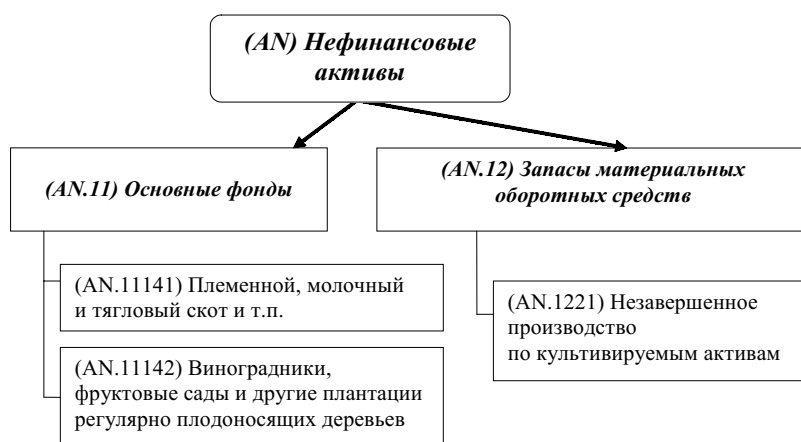 (AN) Нефинансовые
активы
(AN.11) Основные фонды
(AN.12) Запасы материальных
оборотных средств
(AN.11141) Племенной, молочный
и тягловый скот и т.п.
(AN.11142) Виноградники,
фруктовые сады и другие плантации
регулярно плодоносящих деревьев
(AN.1221) Незавершенное
производство
по культивируемым активам